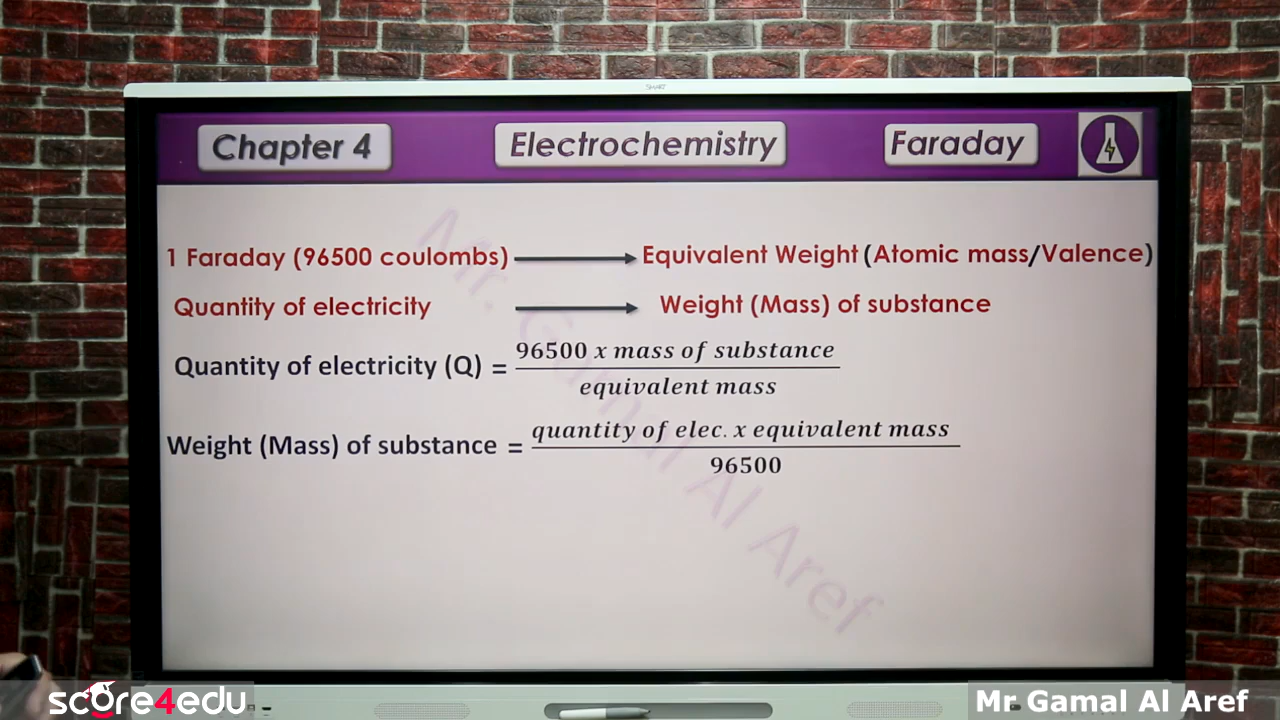 SMART
Chapter 4 Electrochemistry Faraday
1 Faraday (96500 coulombs) → Equivalent Weight (Atomic mass/Valence)
Quantity of electricity → Weight (Mass) of substance
Quantity of electricity (Q) = 96500 x mass of substance / equivalent mass
Weight (Mass) of substance = quantity of elec. x equivalent mass / 96500
Mr. Gamal Al Aref
score4edu
Mr Gamal Al Aref